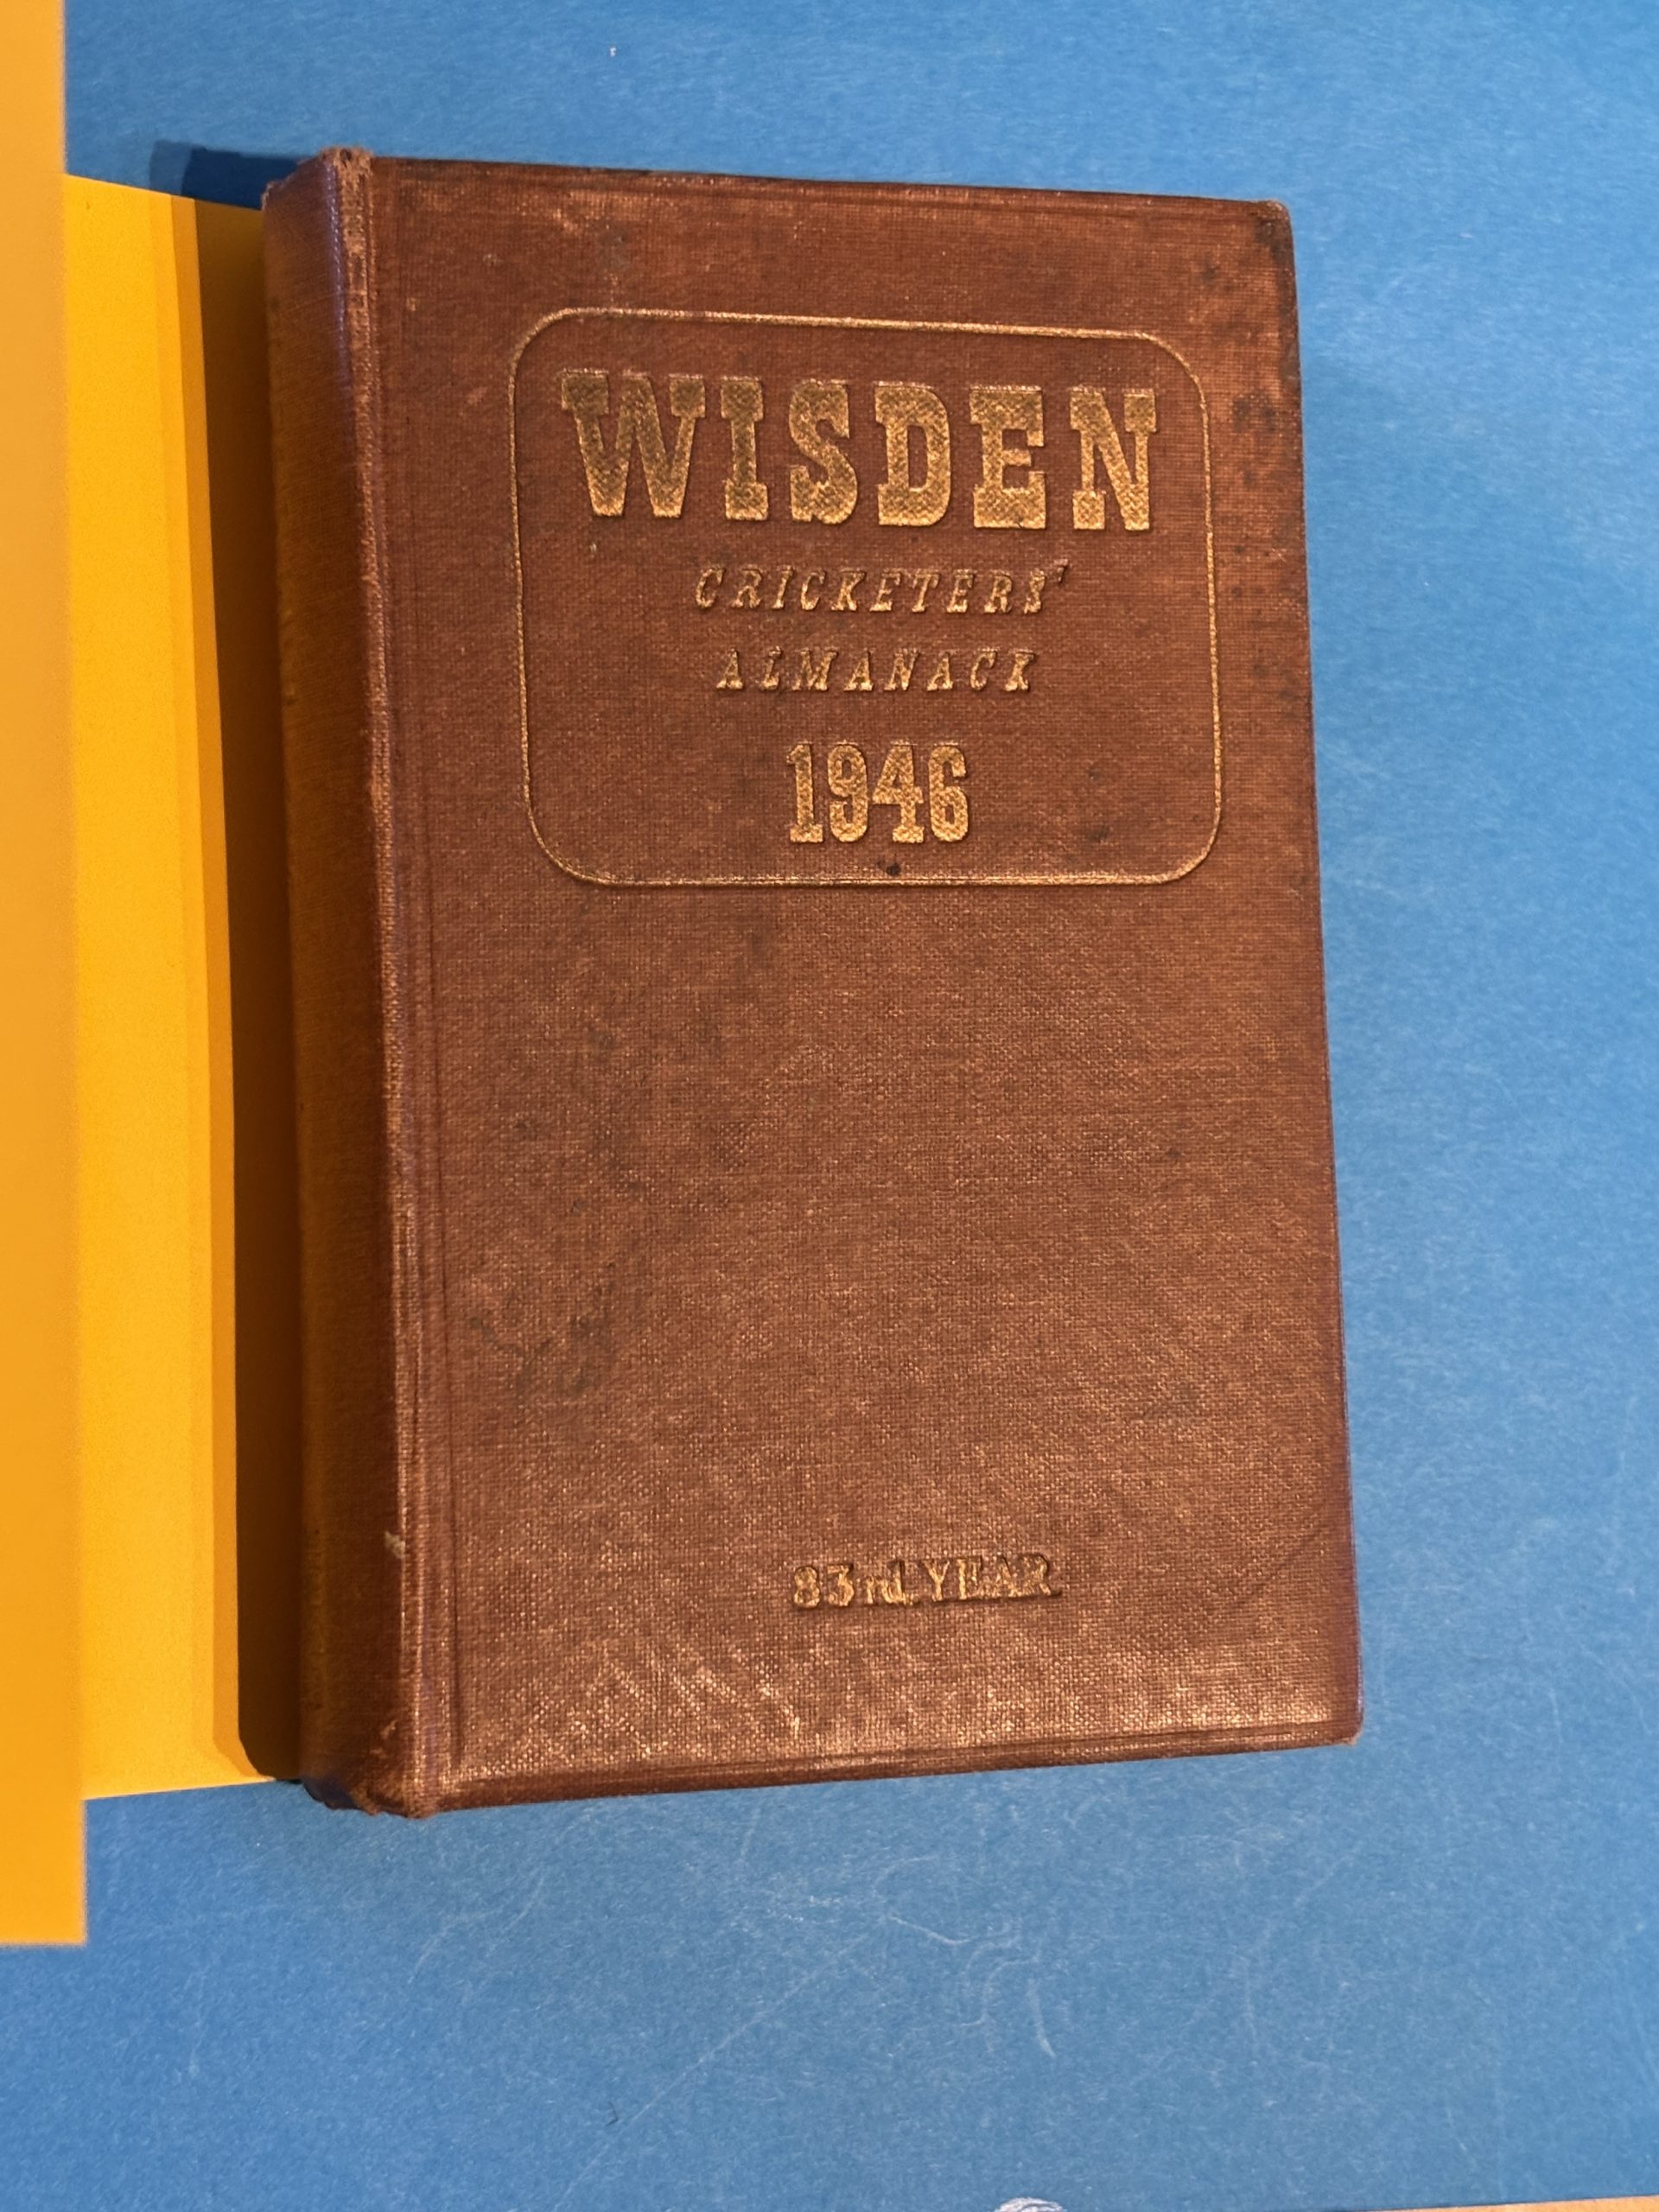 WISDEN
CRICKETERS'
ALMANACK
1946
83rd. YEAR